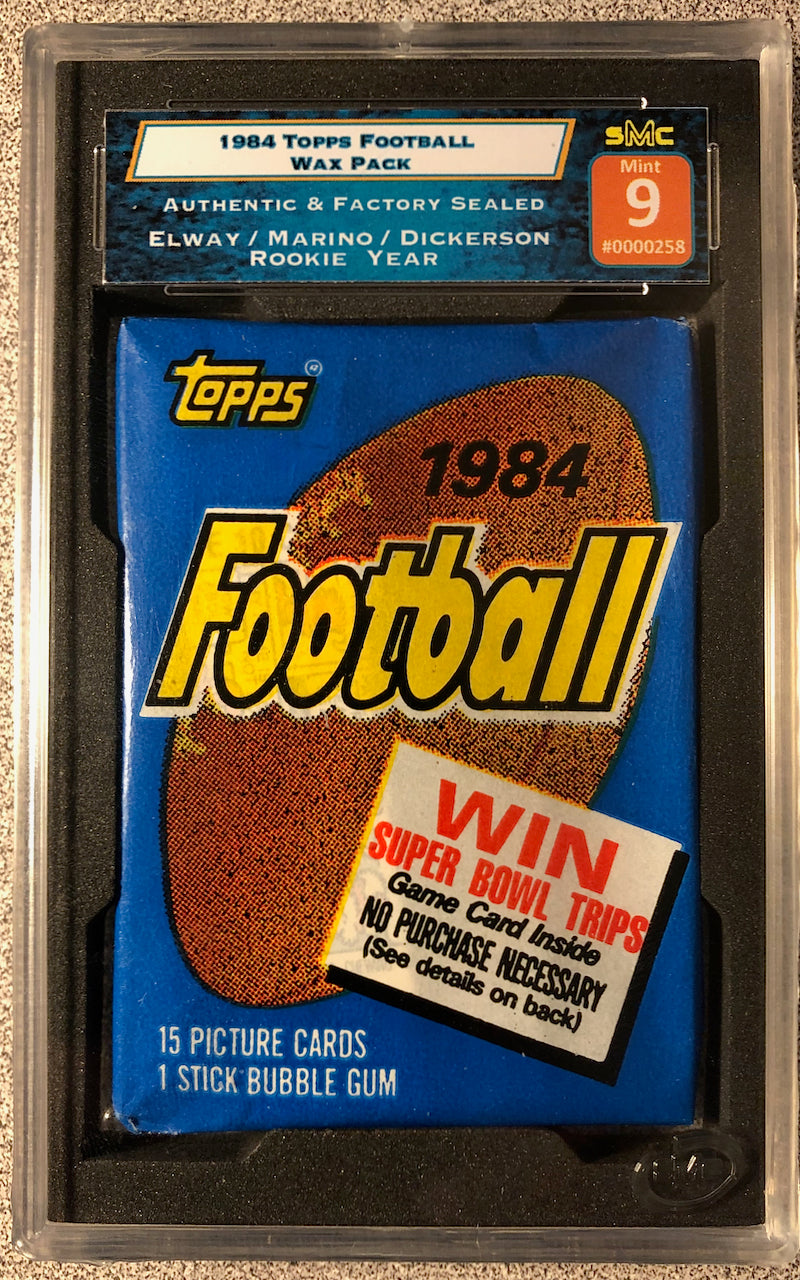 1984 Topps Football
Wax Pack
Authentic & Factory Sealed
Elway / Marino / Dickerson
Rookie Year
SMC
Mint
9
#0000258
Topps
1984
Football
WIN
SUPER BOWL TRIPS
Game Card Inside
NO PURCHASE NECESSARY
(See details on back)
15 PICTURE CARDS
1 STICK BUBBLE GUM